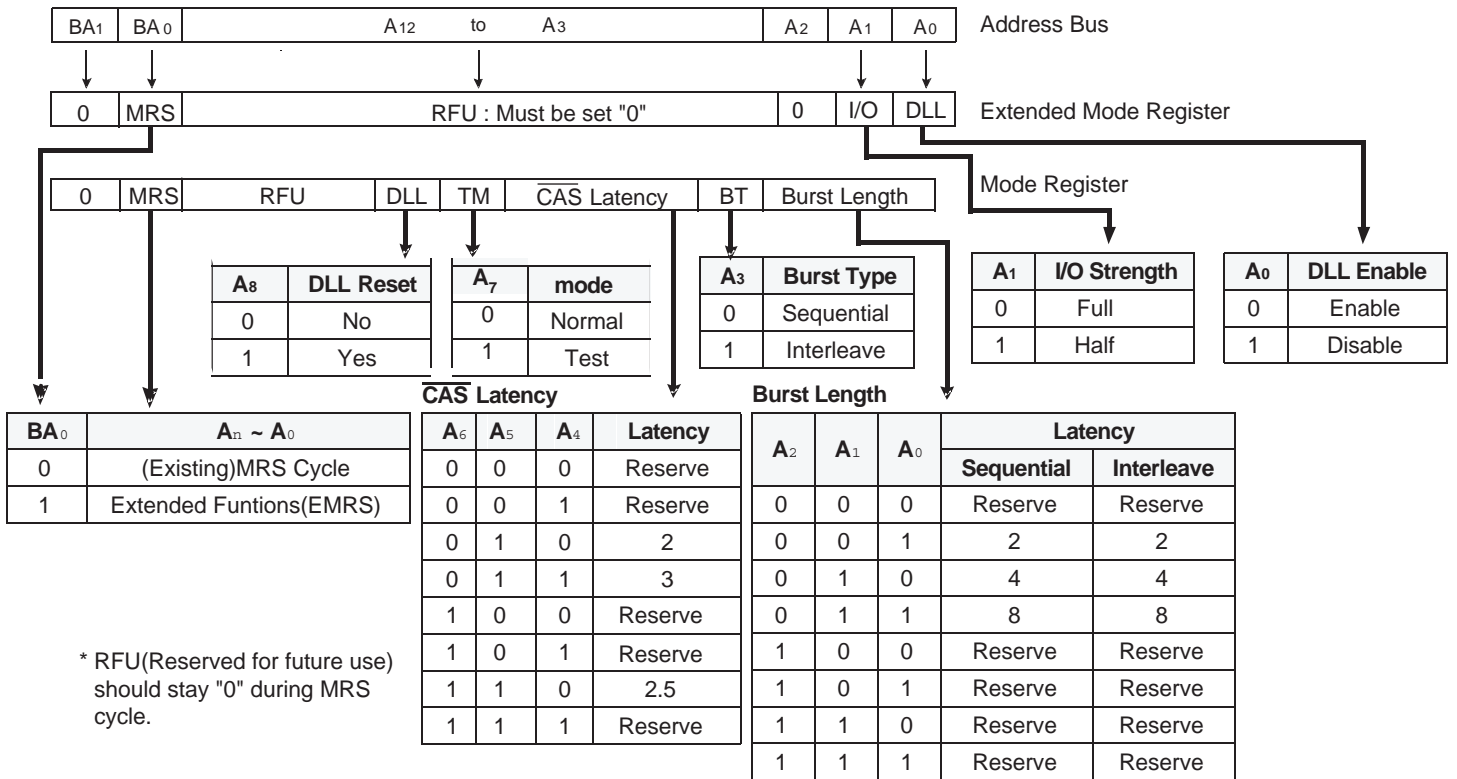 BA1 BA0 A12 to A3 A2 A1 A0 Address Bus
0 MRS RFU : Must be set "0" 0 I/O DLL Extended Mode Register
0 MRS RFU DLL TM CAS Latency BT Burst Length Mode Register
A8 DLL Reset
0 No
1 Yes
A7 mode
0 Normal
1 Test
A3 Burst Type
0 Sequential
1 Interleave
A1 I/O Strength
0 Full
1 Half
A0 DLL Enable
0 Enable
1 Disable
BA0 An ~ A0
0 (Existing)MRS Cycle
1 Extended Funtions(EMRS)
CAS Latency
A6 A5 A4 Latency
0 0 0 Reserve
0 0 1 Reserve
0 1 0 2
0 1 1 3
1 0 0 Reserve
1 0 1 Reserve
1 1 0 2.5
1 1 1 Reserve
Burst Length
A2 A1 A0 Latency
Sequential Interleave
0 0 0 Reserve Reserve
0 0 1 2 2
0 1 0 4 4
0 1 1 8 8
1 0 0 Reserve Reserve
1 0 1 Reserve Reserve
1 1 0 Reserve Reserve
1 1 1 Reserve Reserve
* RFU(Reserved for future use)
should stay "0" during MRS
cycle.